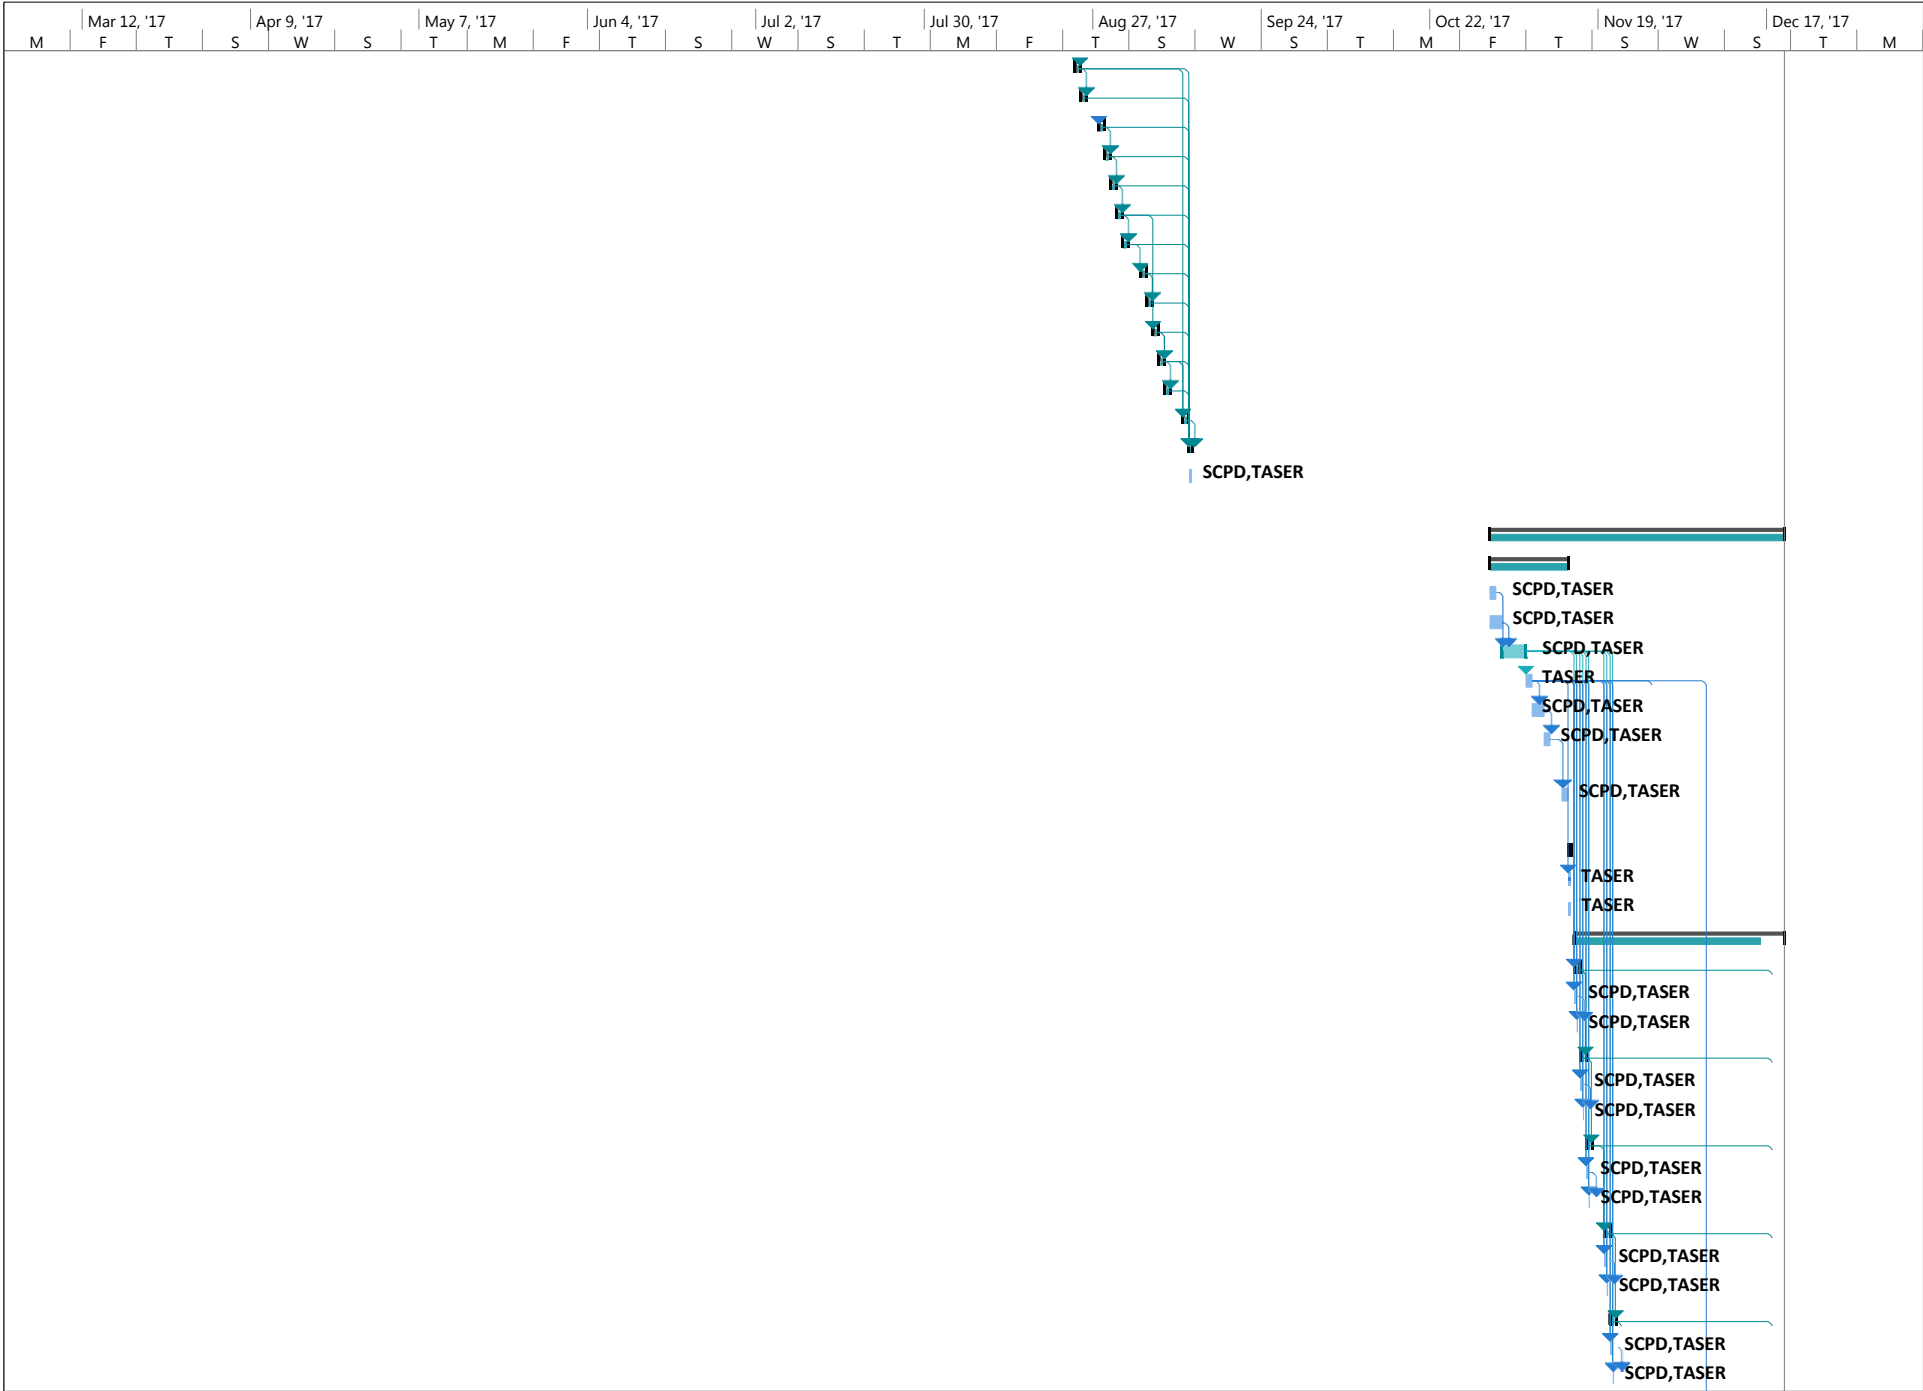 Mar 12, '17 Apr 9, '17 May 7, '17 Jun 4, '17 Jul 2, '17 Jul 30, '17 Aug 27, '17 Sep 24, '17 Oct 22, '17 Nov 19, '17 Dec 17, '17
M F T S W S T M F T S W S T M F T S W S T M F T S W S T M
SCPD,TASER
SCPD,TASER
SCPD,TASER
SCPD,TASER
TASER
SCPD,TASER
SCPD,TASER
SCPD,TASER
TASER
TASER
SCPD,TASER
SCPD,TASER
SCPD,TASER
SCPD,TASER
SCPD,TASER
SCPD,TASER
SCPD,TASER
SCPD,TASER
SCPD,TASER
SCPD,TASER